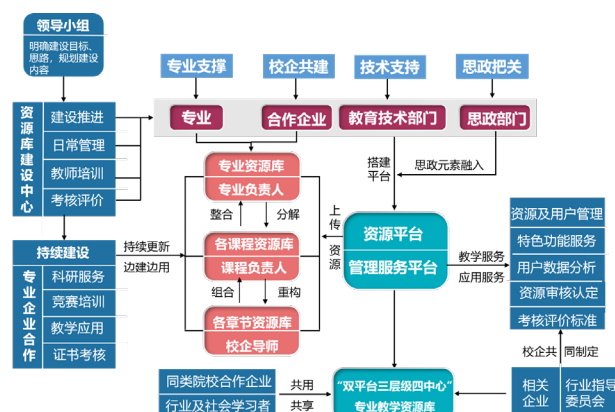 领导小组
明确建设目标、
思路，规划建设
内容
资源库建设中心
建设推进
日常管理
教师培训
考核评价
持续建设
专业企业合作
科研服务
竞赛培训
教学应用
证书考核
专业支撑
校企共建
技术支持
思政把关
专业
合作企业
教育技术部门
思政部门
专业资源库
专业负责人
整合
分解
各课程资源库
课程负责人
组合
重构
各章节资源库
校企导师
持续更新
边建边用
搭建
平台
思政元素融入
上传
资源
资源平台
管理服务平台
教学服务
应用服务
资源及用户管理
特色功能服务
用户数据分析
资源审核认定
考核评价标准
校企共
同制定
相关
企业
行业指导
委员会
同类院校合作企业
行业及社会学习者
共用
共享
“双平台三层级四中心”
专业教学资源库